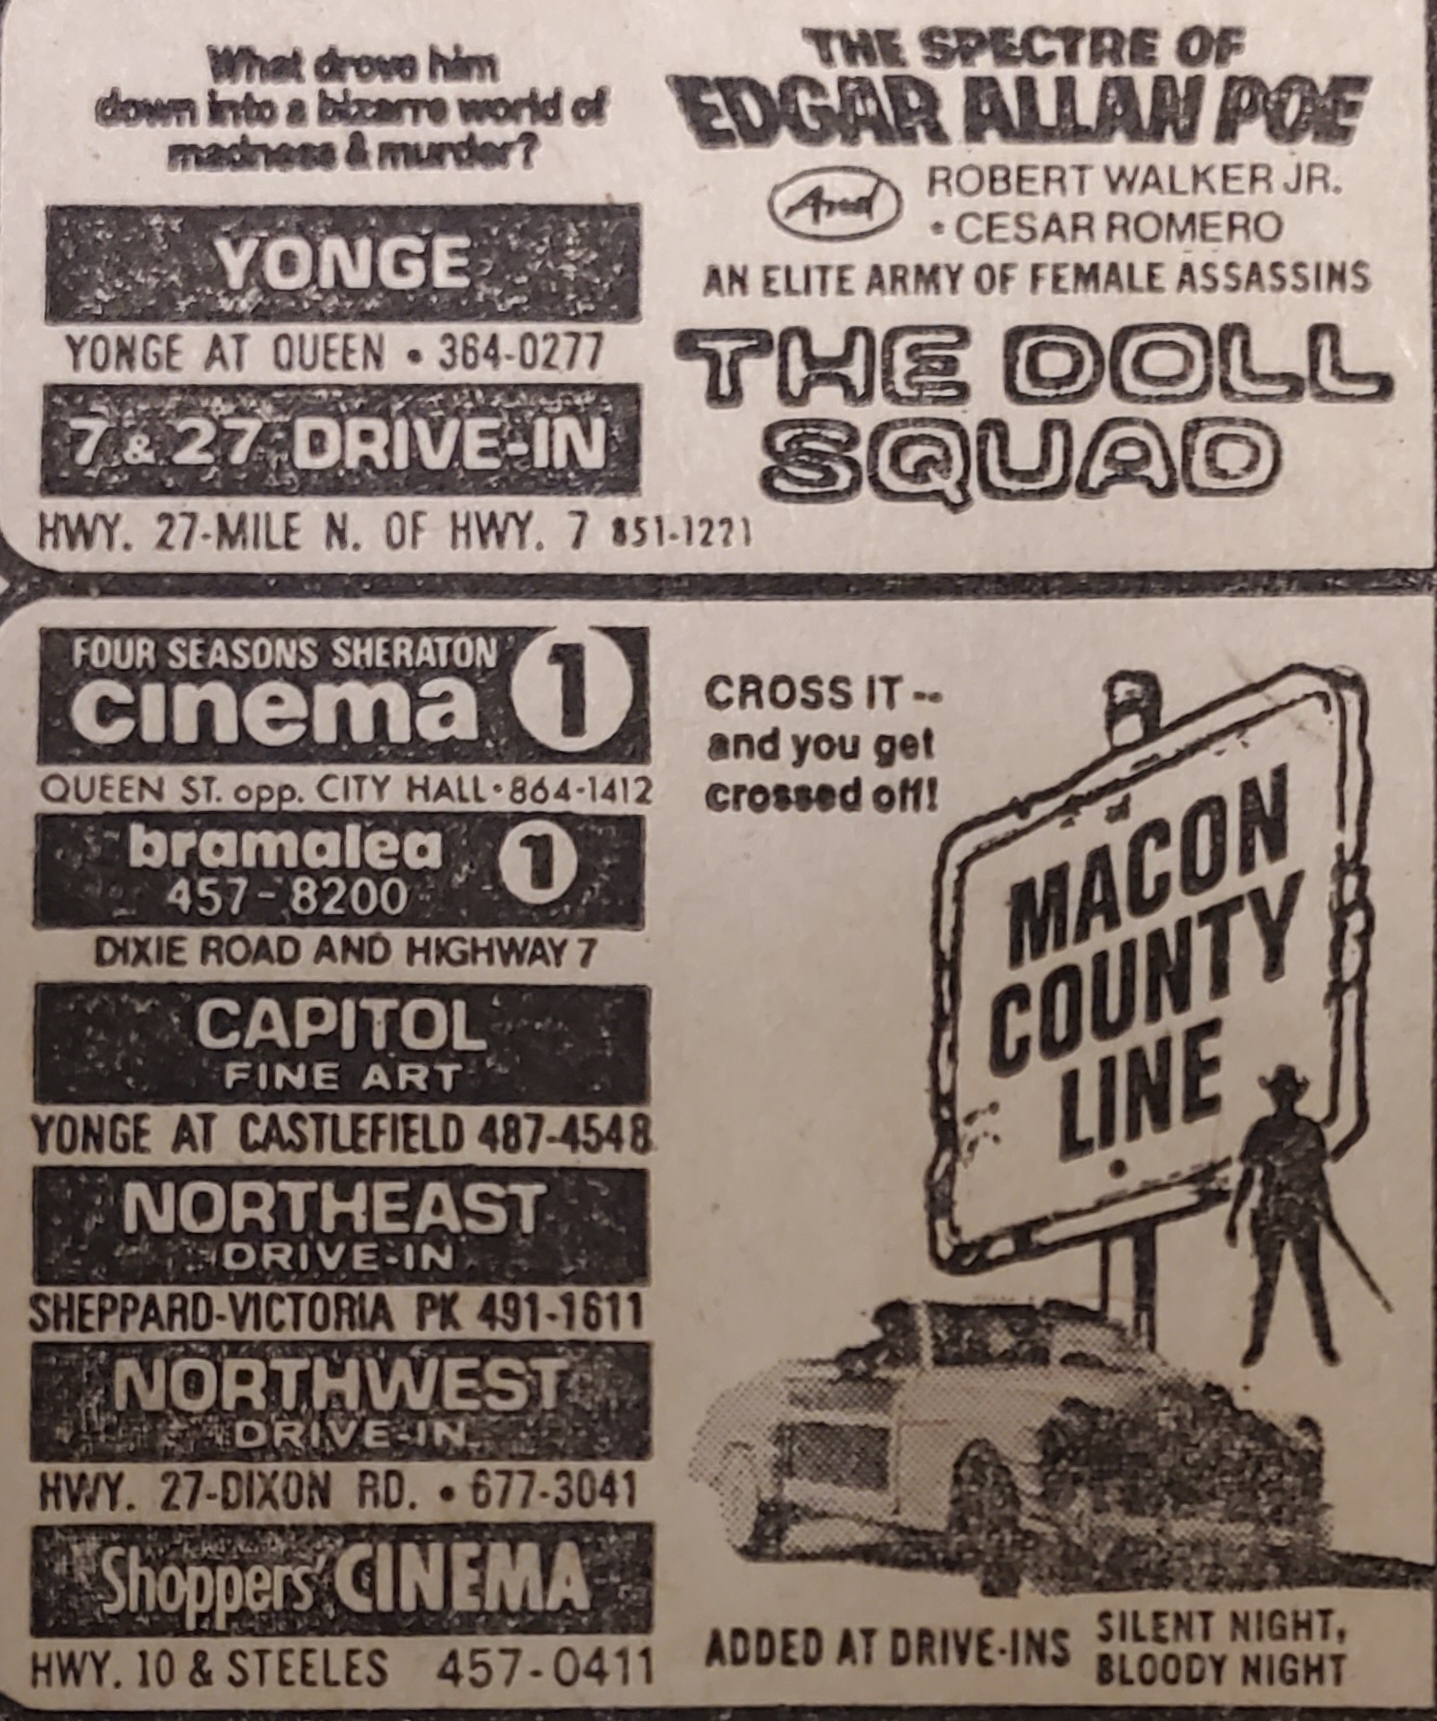 What drove him
down into a bizarre world of
madness & murder?
YONGE
YONGE AT QUEEN • 364-0277
7 & 27 DRIVE-IN
HWY. 27-MILE N. OF HWY. 7 851-1221
THE SPECTRE OF
EDGAR ALLAN POE
And ROBERT WALKER JR.
• CESAR ROMERO
AN ELITE ARMY OF FEMALE ASSASSINS
THE DOLL
SQUAD
FOUR SEASONS SHERATON
cinema 1
QUEEN ST. opp. CITY HALL • 864-1412
bramalea 1
457-8200
DIXIE ROAD AND HIGHWAY 7
CAPITOL
FINE ART
YONGE AT CASTLEFIELD 487-4548
NORTHEAST
DRIVE-IN
SHEPPARD-VICTORIA PK 491-1611
NORTHWEST
DRIVE-IN
HWY. 27-DIXON RD. • 677-3041
Shoppers' CINEMA
HWY. 10 & STEELES 457-0411
CROSS IT --
and you get
crossed off!
MACON
COUNTY
LINE
ADDED AT DRIVE-INS SILENT NIGHT,
BLOODY NIGHT